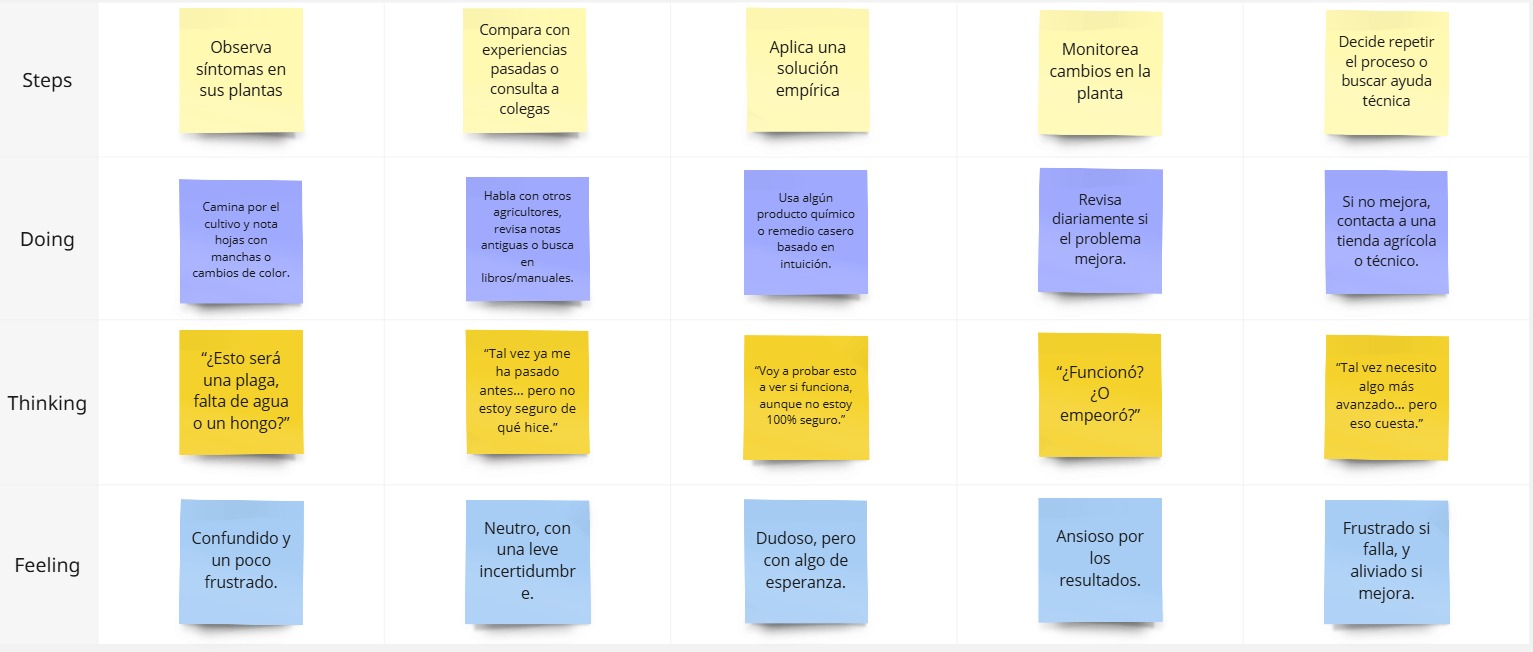 Steps
Observa
síntomas en
sus plantas
Compara con
experiencias
pasadas o
consulta a
colegas
Aplica una
solución
empírica
Monitorea
cambios en la
planta
Decide repetir
el proceso o
buscar ayuda
técnica
Doing
Camina por el
cultivo y nota
hojas con
manchas o
cambios de color.
Habla con otros
agricultores,
revisa notas
antiguas o busca
en
libros/manuales.
Usa algún
producto químico
o remedio casero
basado en
intuición.
Revisa
diariamente si
el problema
mejora.
Si no mejora,
contacta a una
tienda agrícola
o técnico.
Thinking
“¿Esto será
una plaga,
falta de agua
o un hongo?”
“Tal vez ya me
ha pasado
antes… pero no
estoy seguro de
qué hice.”
“Voy a probar esto
a ver si funciona,
aunque no estoy
100% seguro.”
“¿Funcionó?
¿O
empeoró?”
“Tal vez necesito
algo más
avanzado… pero
eso cuesta.”
Feeling
Confundido y
un poco
frustrado.
Neutro, con
una leve
incertidumbr
e.
Dudoso, pero
con algo de
esperanza.
Ansioso por
los
resultados.
Frustrado si
falla, y
aliviado si
mejora.